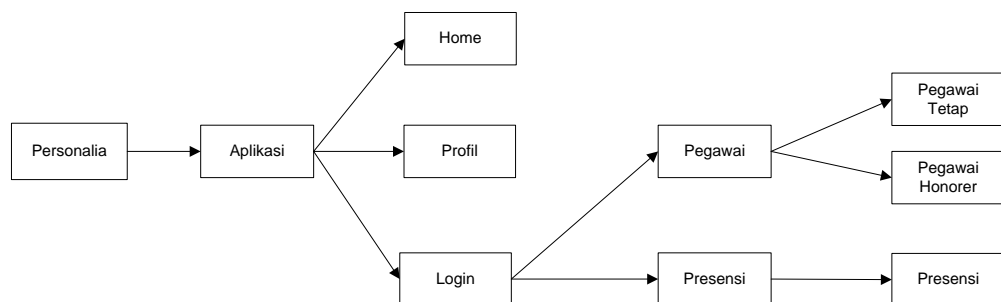 Home
Personalia
Aplikasi
Profil
Pegawai
Pegawai
Tetap
Pegawai
Honorer
Login
Presensi
Presensi